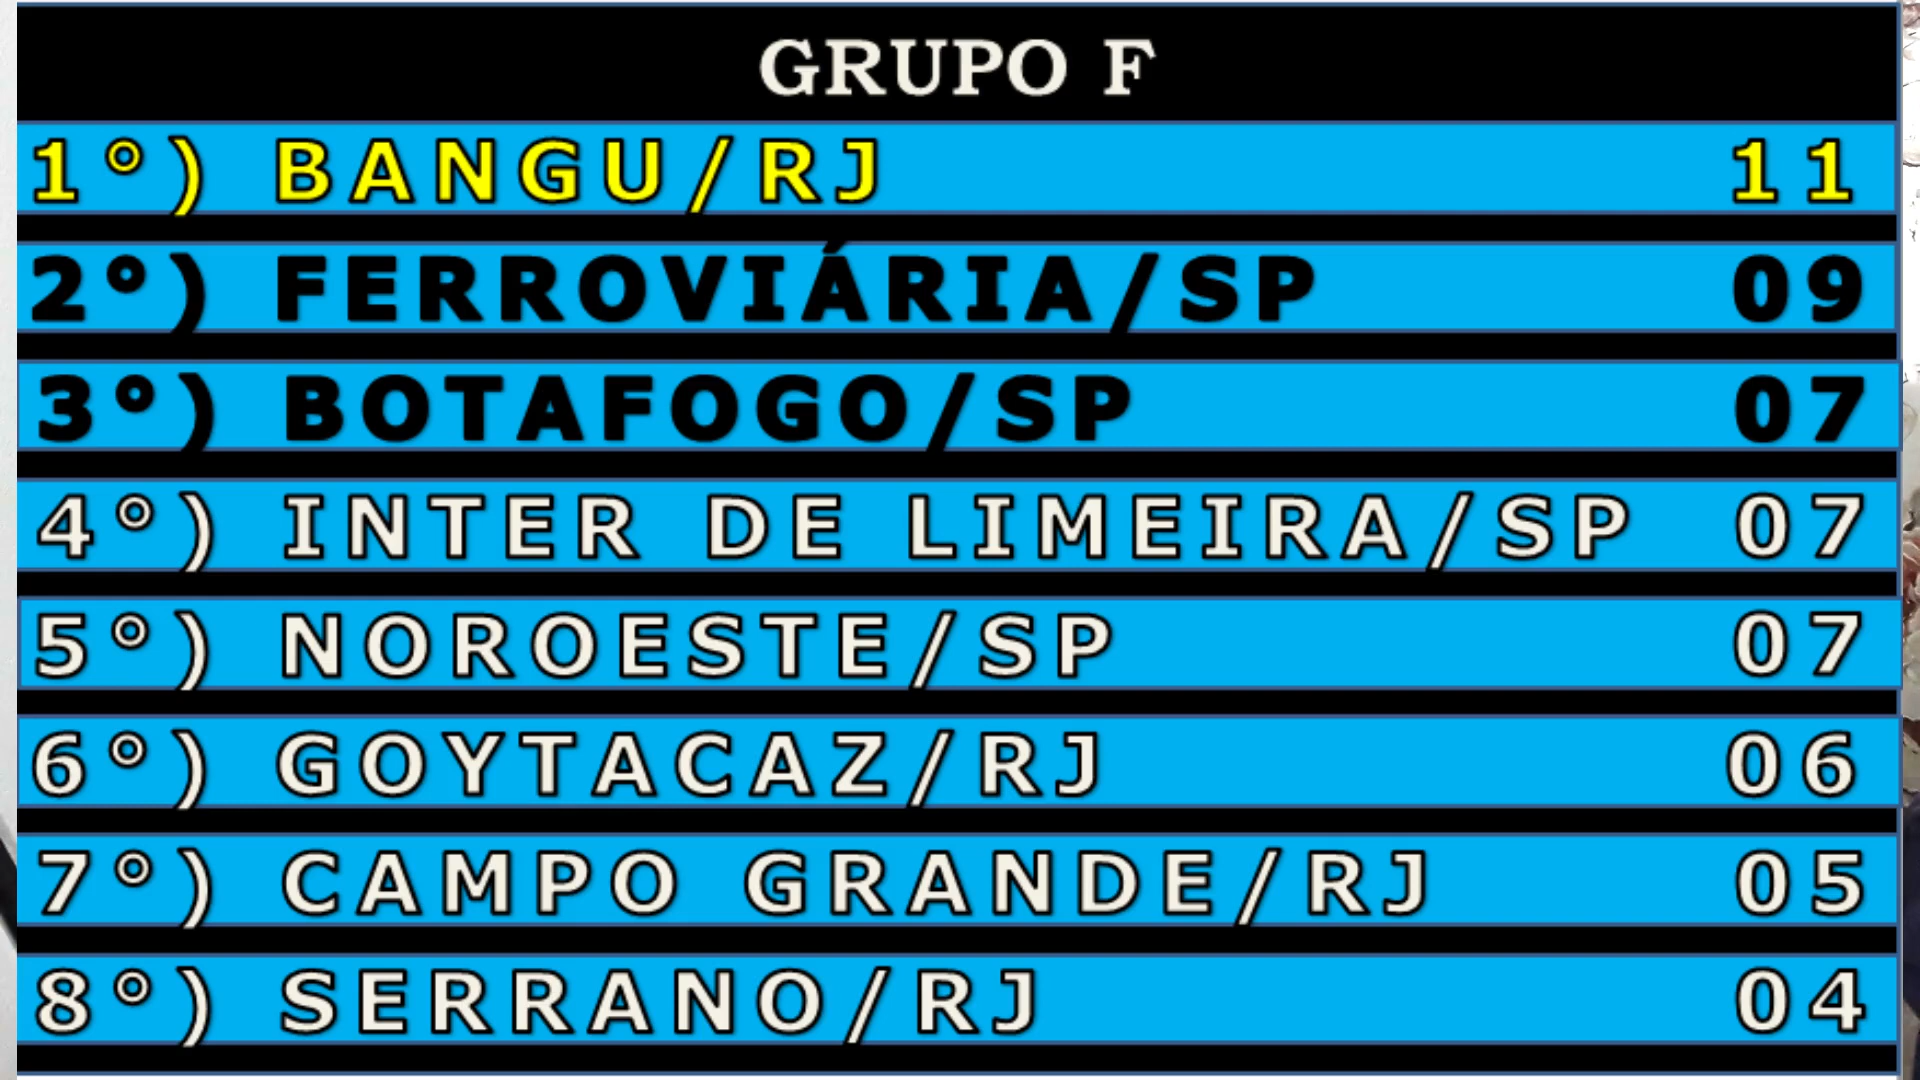 GRUPO F
1°) BANGU/RJ 11
2°) FERROVIÁRIA/SP 09
3°) BOTAFOGO/SP 07
4°) INTER DE LIMEIRA/SP 07
5°) NOROESTE/SP 07
6°) GOYTACAZ/RJ 06
7°) CAMPO GRANDE/RJ 05
8°) SERRANO/RJ 04